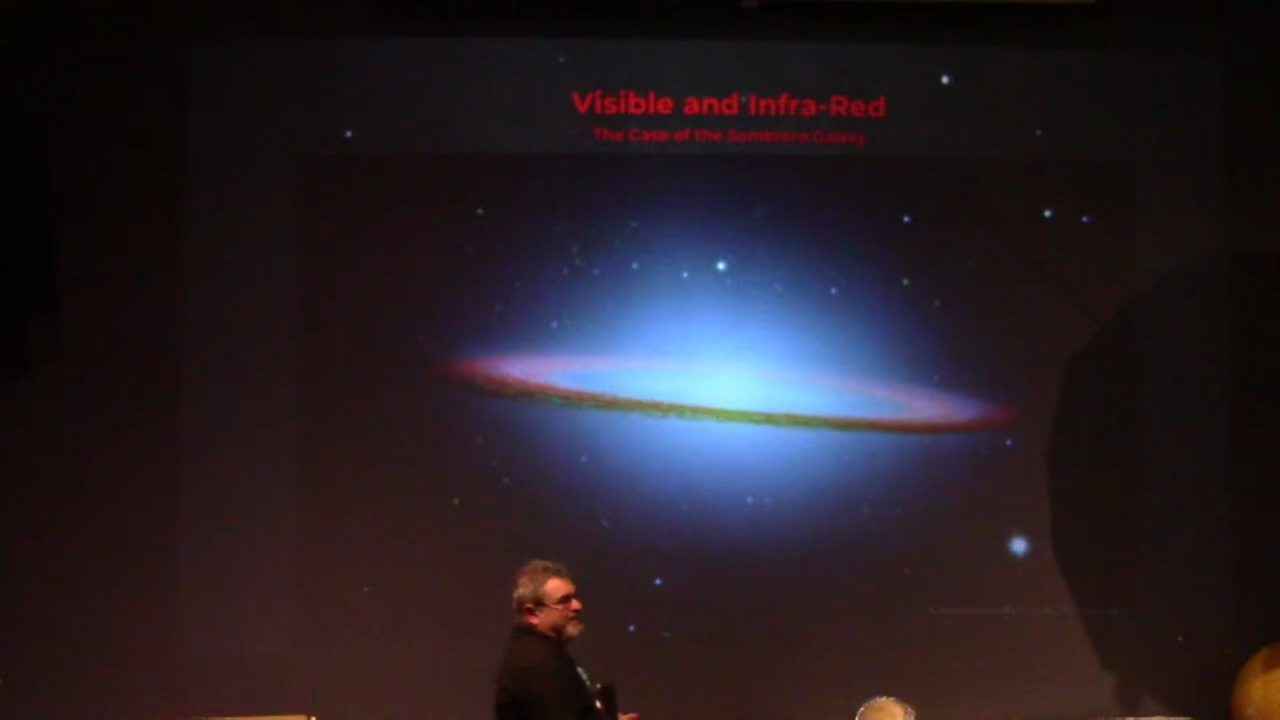 Visible and Infra-Red
The Case of the Sombrero Galaxy